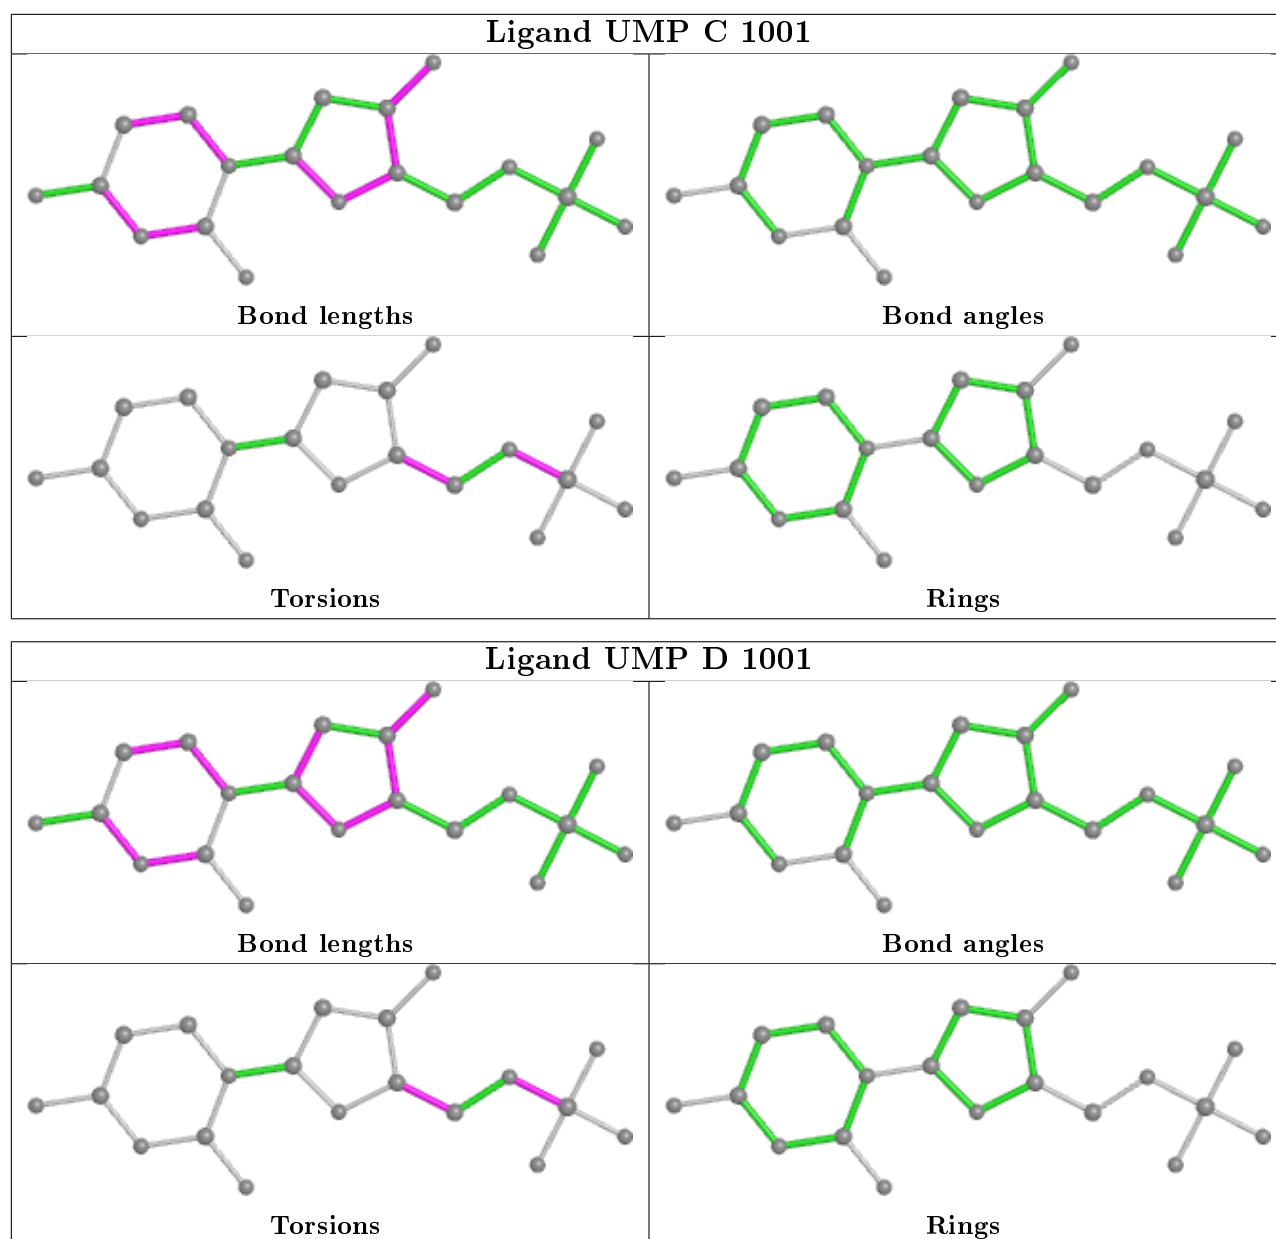 Ligand UMP C 1001
Bond lengths
Bond angles
Torsions
Rings
Ligand UMP D 1001
Bond lengths
Bond angles
Torsions
Rings